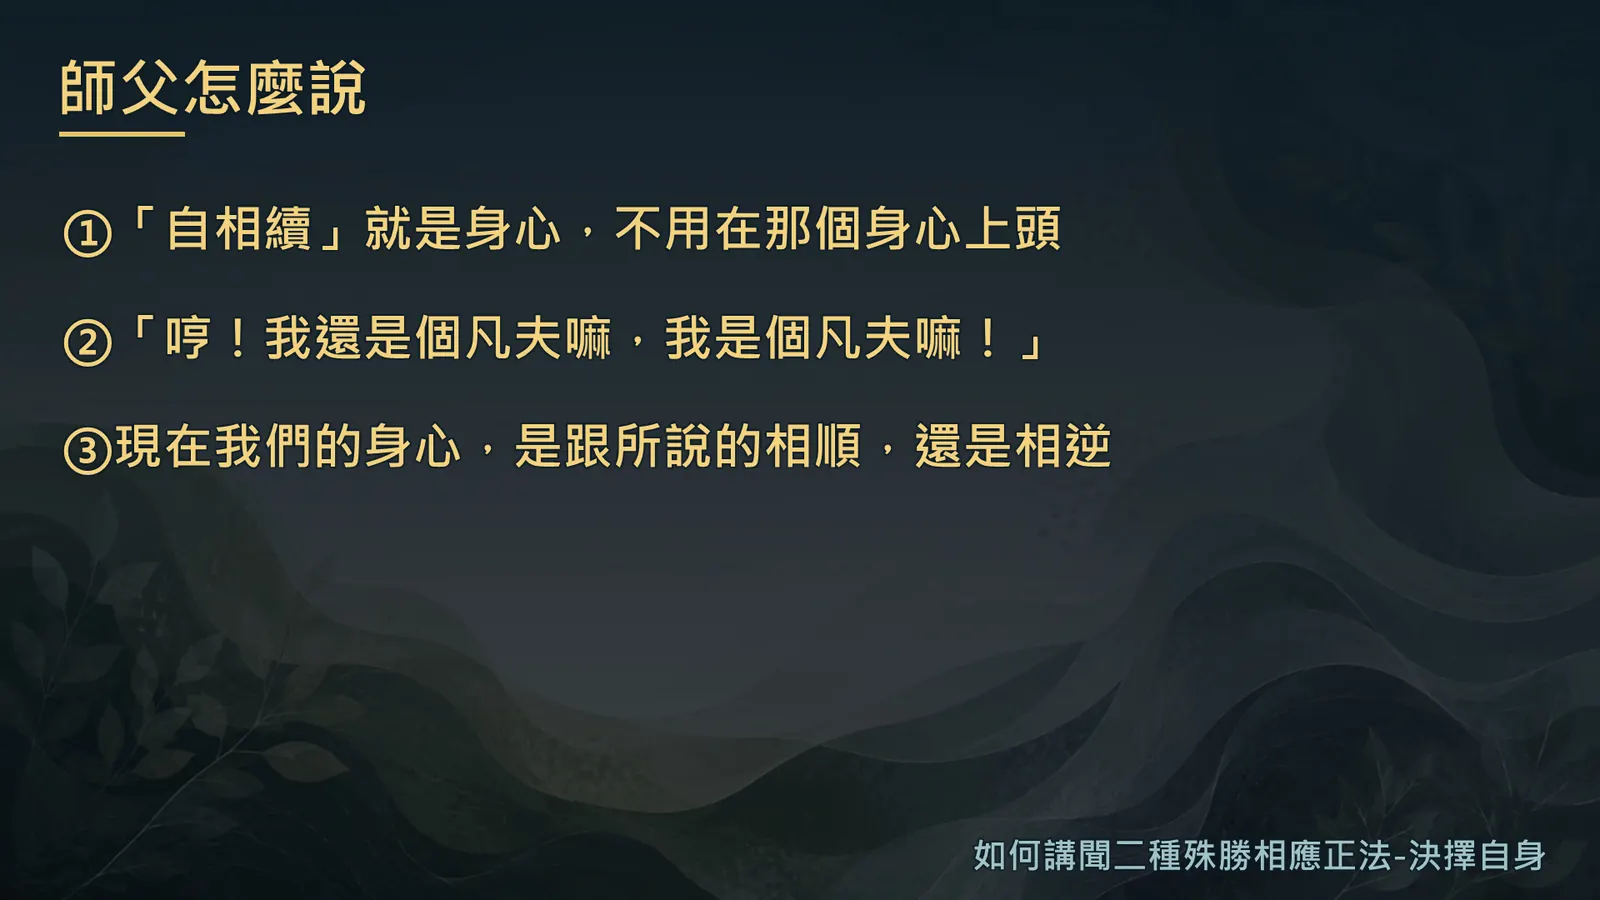 師父怎麼說
①「自相續」就是身心，不用在那個身心上頭
②「哼！我還是個凡夫嘛，我是個凡夫嘛！」
③現在我們的身心，是跟所說的相順，還是相逆
如何講聞二種殊勝相應正法-決擇自身